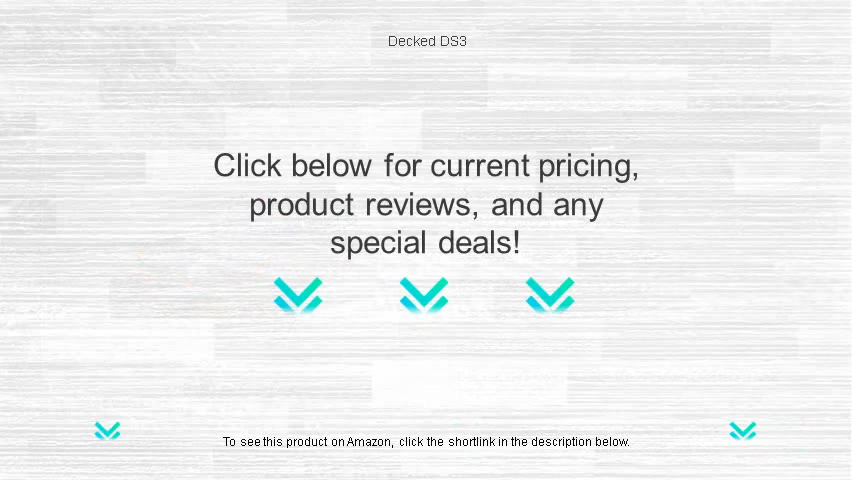 Decked DS3
Click below for current pricing,
product reviews, and any
special deals!
To see this product on Amazon, click the shortlink in the description below.